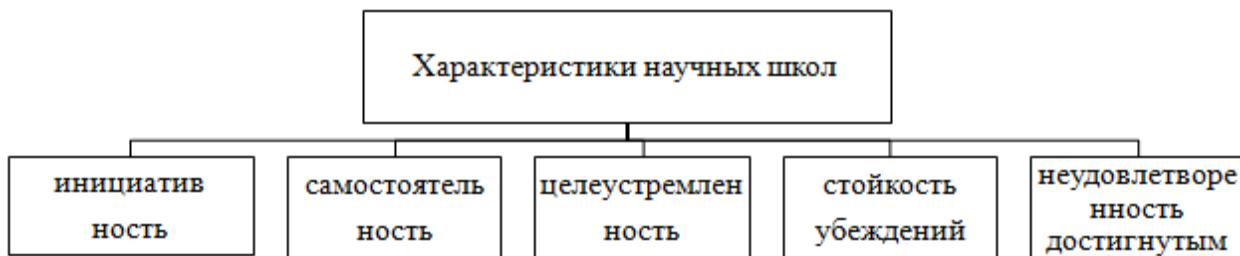 Характеристики научных школ
инициатив
ность
самостоятель
ность
целеустремлен
ность
стойкость
убеждений
неудовлетворе
нность
достигнутым